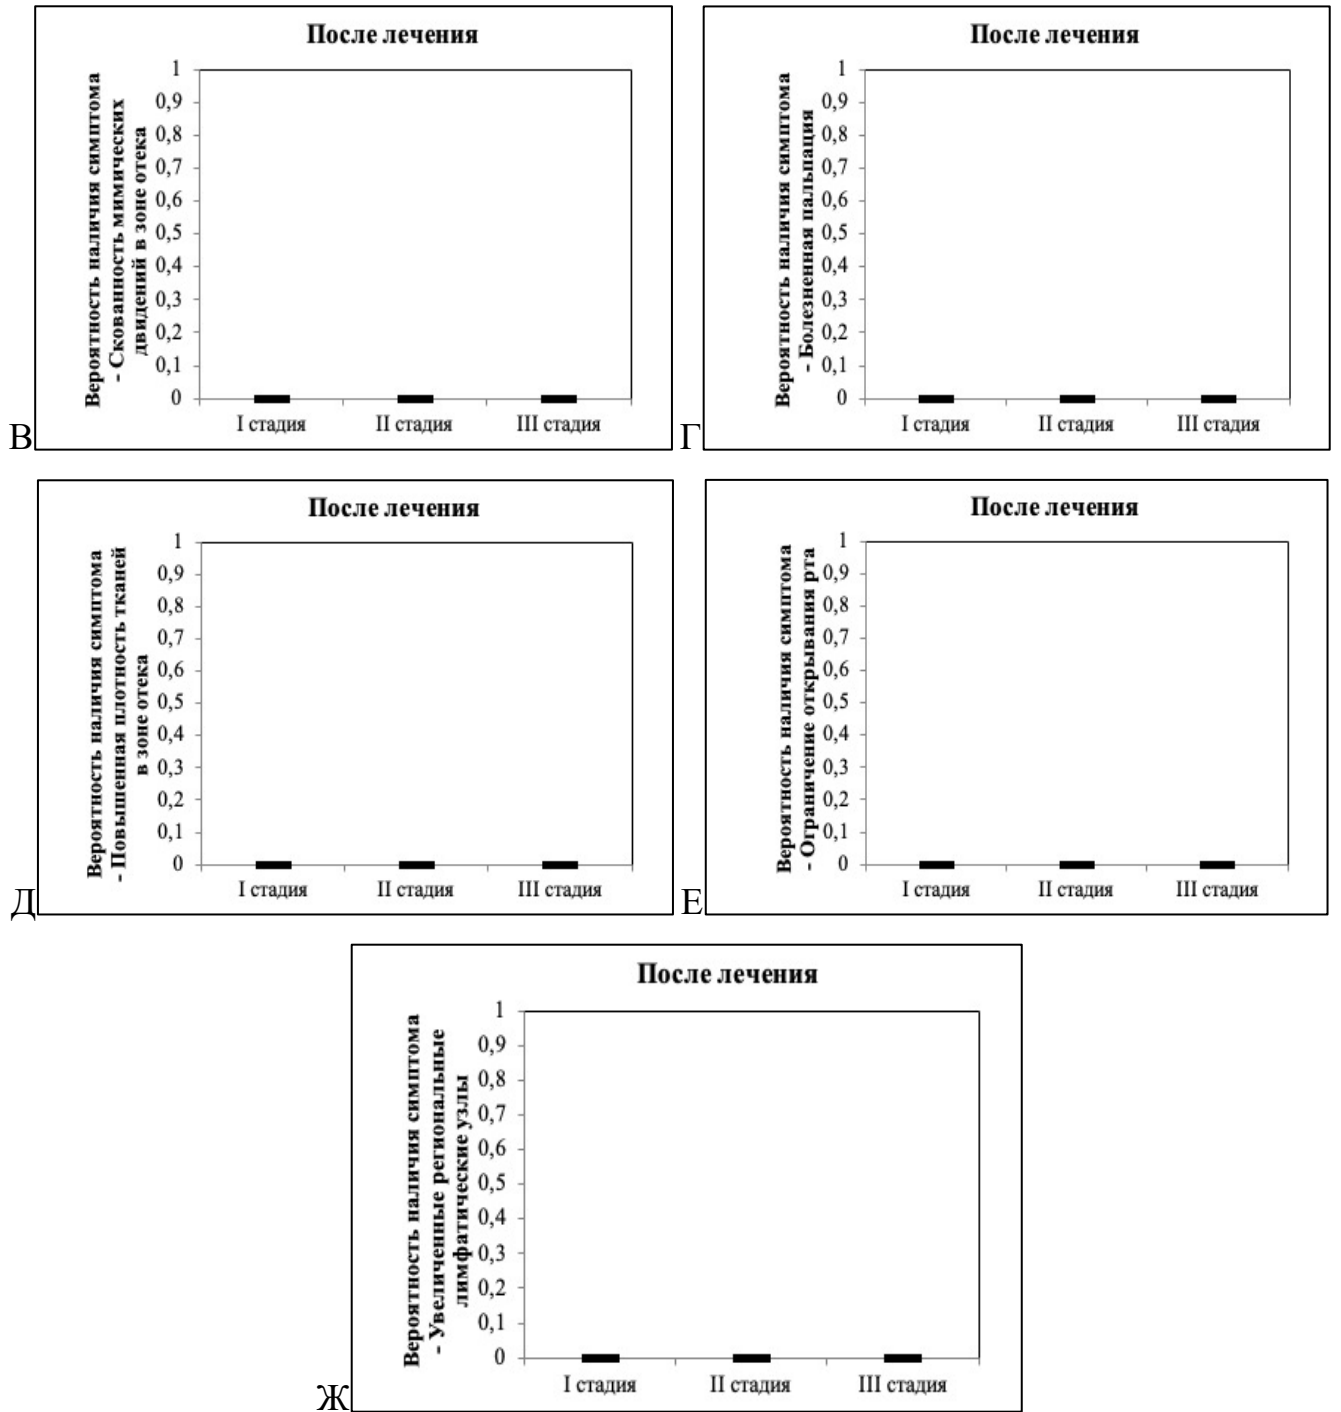 После лечения
Вероятность наличия симптома
- Скованность мимических
двидений в зоне отека
1
0,9
0,8
0,7
0,6
0,5
0,4
0,3
0,2
0,1
0
I стадия II стадия III стадия
В
После лечения
Вероятность наличия симптома
- Болезненная пальпация
1
0,9
0,8
0,7
0,6
0,5
0,4
0,3
0,2
0,1
0
I стадия II стадия III стадия
Г
После лечения
Вероятность наличия симптома
- Повышенная плотность тканей
в зоне отека
1
0,9
0,8
0,7
0,6
0,5
0,4
0,3
0,2
0,1
0
I стадия II стадия III стадия
Д
После лечения
Вероятность наличия симптома
- Ограничение открывания рта
1
0,9
0,8
0,7
0,6
0,5
0,4
0,3
0,2
0,1
0
I стадия II стадия III стадия
Е
После лечения
Вероятность наличия симптома
- Увеличенные региональные
лимфатические узлы
1
0,9
0,8
0,7
0,6
0,5
0,4
0,3
0,2
0,1
0
I стадия II стадия III стадия
Ж